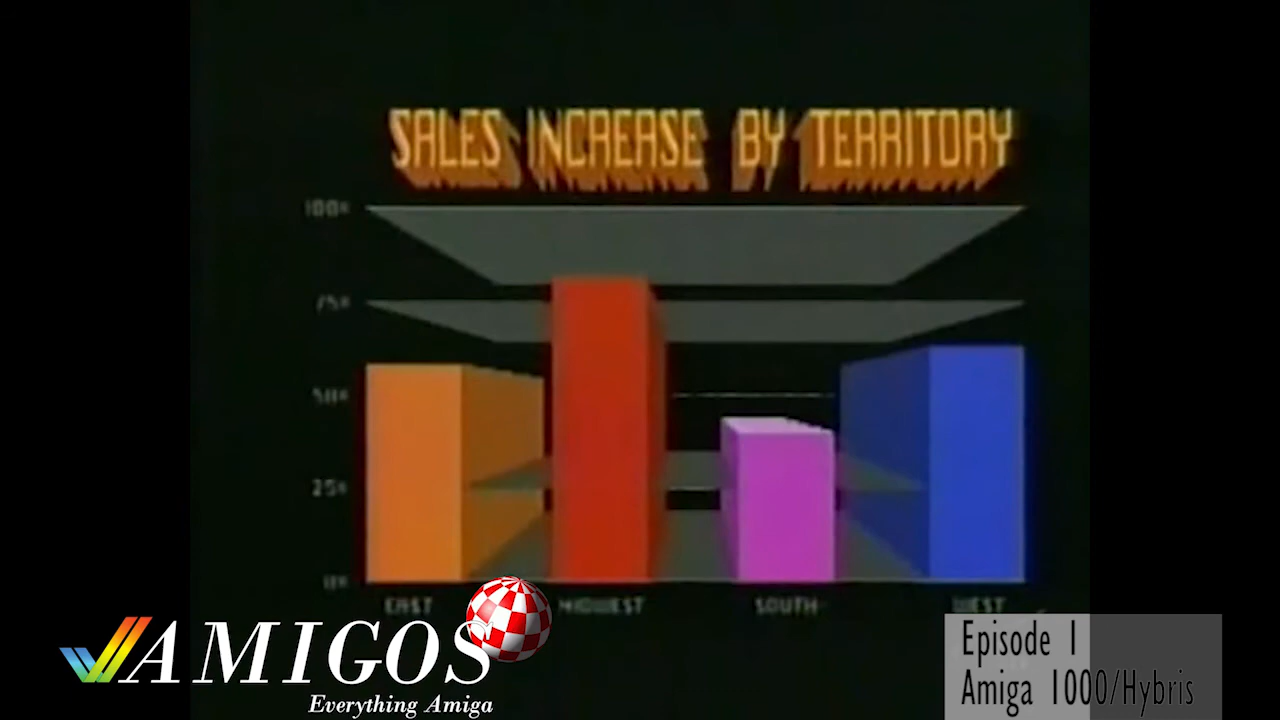 SALES INCREASE BY TERRITORY
100%
75%
50%
25%
0%
EAST MIDWEST SOUTH WEST
AMIGOS
Everything Amiga
Episode 1
Amiga 1000/Hybris